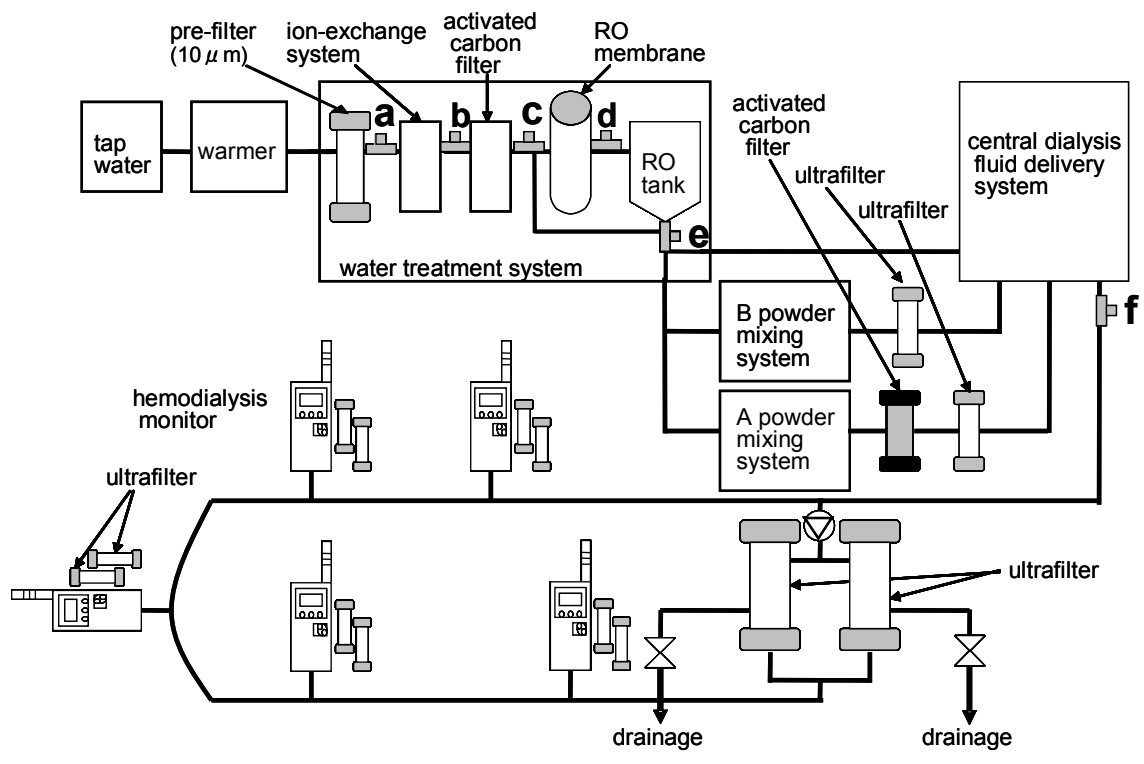 pre-filter
(10μm)
ion-exchange
system
activated
carbon
filter
RO
membrane
a
b
c
d
tap
water
warmer
RO
tank
e
water treatment system
activated
carbon
filter
ultrafilter
ultrafilter
central dialysis
fluid delivery
system
f
B powder
mixing
system
A powder
mixing
system
hemodialysis
monitor
ultrafilter
ultrafilter
drainage
drainage